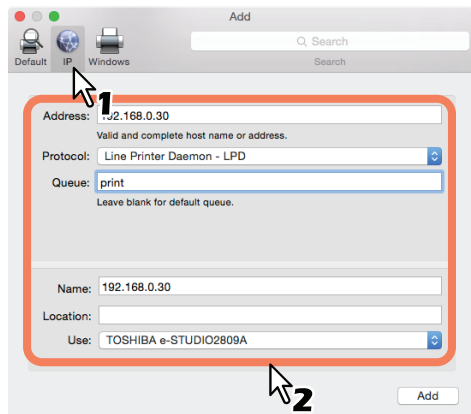 Add
Search
Default IP Windows Search
1
Address: 192.168.0.30
Valid and complete host name or address.
Protocol: Line Printer Daemon - LPD
Queue: print
Leave blank for default queue.
Name: 192.168.0.30
Location:
Use: TOSHIBA e-STUDIO2809A
2
Add